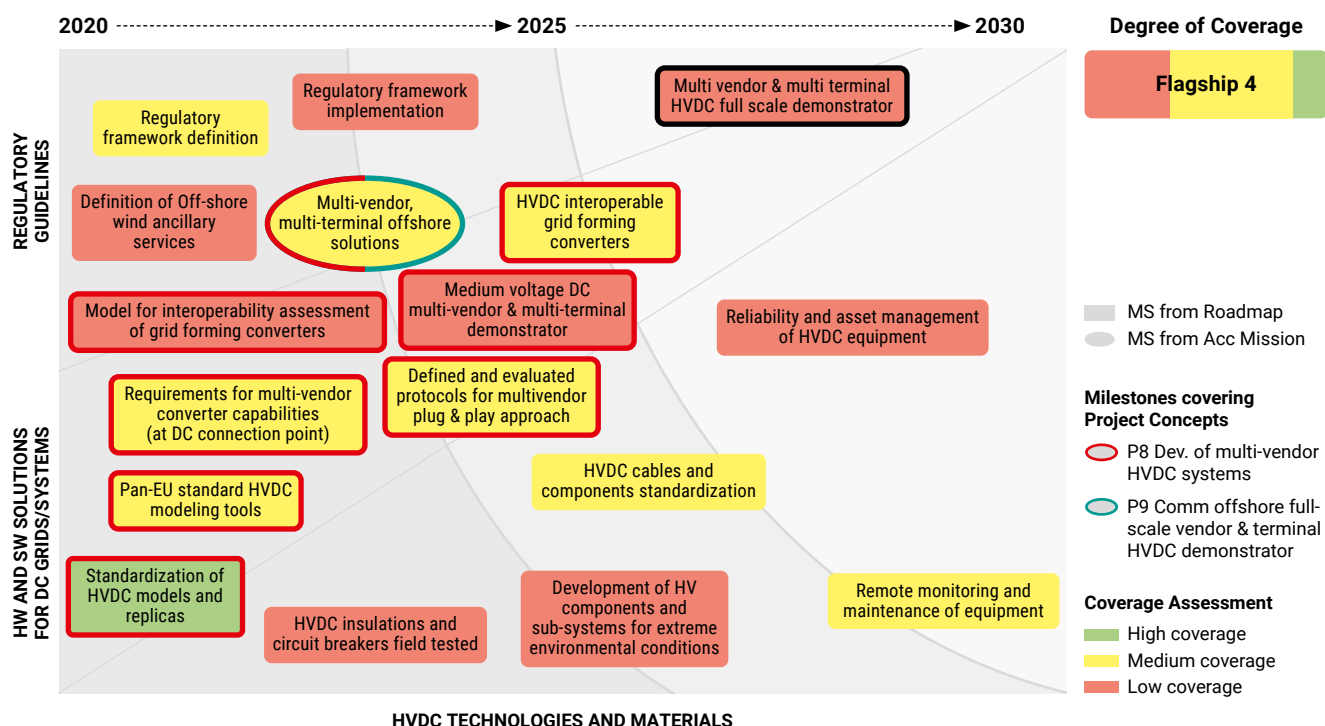 2020
2025
2030
Degree of Coverage
Flagship 4
REGULATORY
GUIDELINES
HW AND SW SOLUTIONS
FOR DC GRIDS/SYSTEMS
Regulatory
framework definition
Regulatory framework
implementation
Multi vendor & multi terminal
HVDC full scale demonstrator
Definition of Off-shore
wind ancillary
services
Multi-vendor,
multi-terminal offshore
solutions
HVDC interoperable
grid forming
converters
Model for interoperability assessment
of grid forming converters
Medium voltage DC
multi-vendor & multi-terminal
demonstrator
Reliability and asset management
of HVDC equipment
Requirements for multi-vendor
converter capabilities
(at DC connection point)
Defined and evaluated
protocols for multivendor
plug & play approach
Pan-EU standard HVDC
modeling tools
HVDC cables and
components standardization
Standardization of
HVDC models and
replicas
HVDC insulations and
circuit breakers field tested
Development of HV
components and
sub-systems for extreme
environmental conditions
Remote monitoring and
maintenance of equipment
HVDC TECHNOLOGIES AND MATERIALS
MS from Roadmap
MS from Acc Mission
Milestones covering
Project Concepts
P8 Dev. of multi-vendor
HVDC systems
P9 Comm offshore full-
scale vendor & terminal
HVDC demonstrator
Coverage Assessment
High coverage
Medium coverage
Low coverage